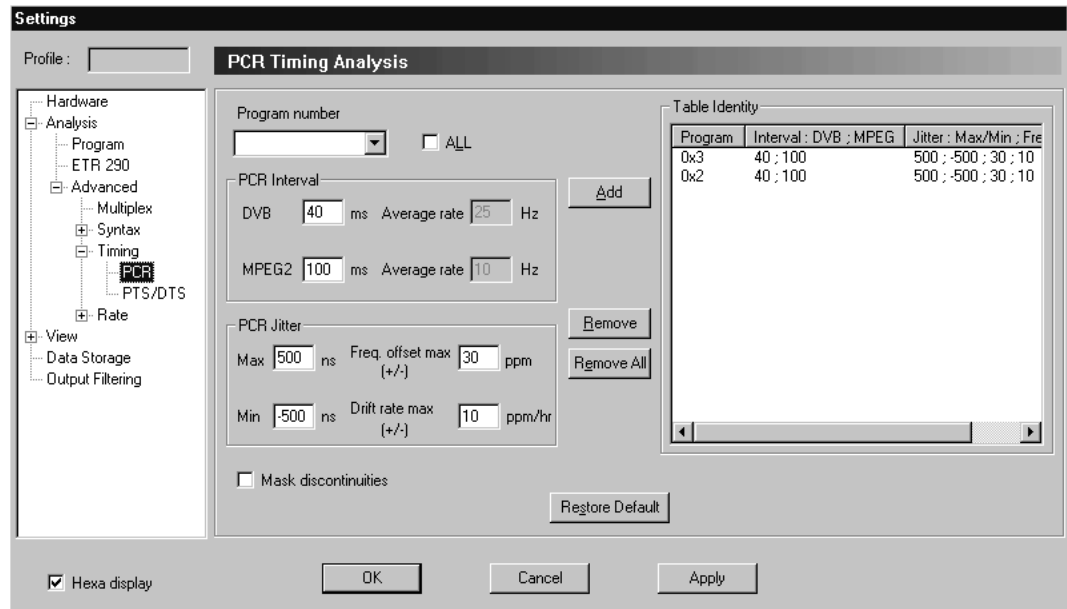 Settings
Profile :
PCR Timing Analysis
Hardware
Analysis
Program
ETR 290
Advanced
Multiplex
Syntax
Timing
PCR
PTS/DTS
Rate
View
Data Storage
Output Filtering
Program number
ALL
PCR Interval
DVB 40 ms Average rate 25 Hz
MPEG2 100 ms Average rate 10 Hz
PCR Jitter
Max 500 ns Freq. offset max (+/-) 30 ppm
Min -500 ns Drift rate max (+/-) 10 ppm/hr
Mask discontinuities
Add
Remove
Remove All
Restore Default
Table Identity
Program Interval : DVB ; MPEG Jitter : Max/Min ; Fre
0x3 40 ; 100 500 ; -500 ; 30 ; 10
0x2 40 ; 100 500 ; -500 ; 30 ; 10
Hexa display
OK
Cancel
Apply